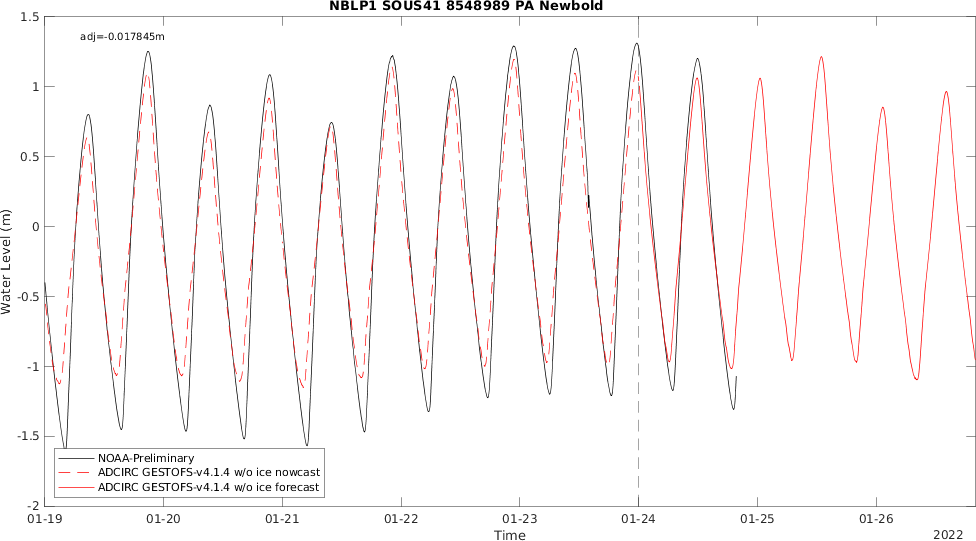 NBLP1 SOUS41 8548989 PA Newbold
adj=-0.017845m
1.5
1
0.5
0
-0.5
-1
-1.5
-2
Water Level (m)
NOAA-Preliminary
ADCIRC GESTOFS-v4.1.4 w/o ice nowcast
ADCIRC GESTOFS-v4.1.4 w/o ice forecast
01-19 01-20 01-21 01-22 01-23 01-24 01-25 01-26
Time
2022